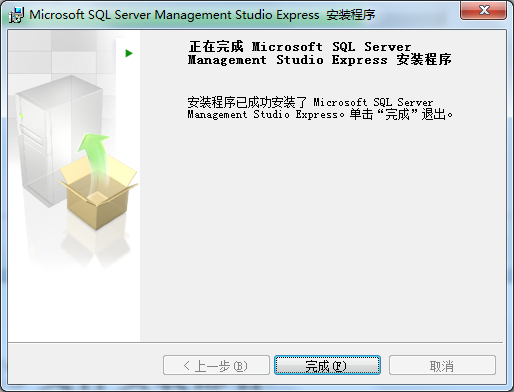 Microsoft SQL Server Management Studio Express 安装程序
正在完成 Microsoft SQL Server
Management Studio Express 安装程序
安装程序已成功安装了 Microsoft SQL Server
Management Studio Express。单击“完成”退出。
< 上一步(B)
完成(F)
取消